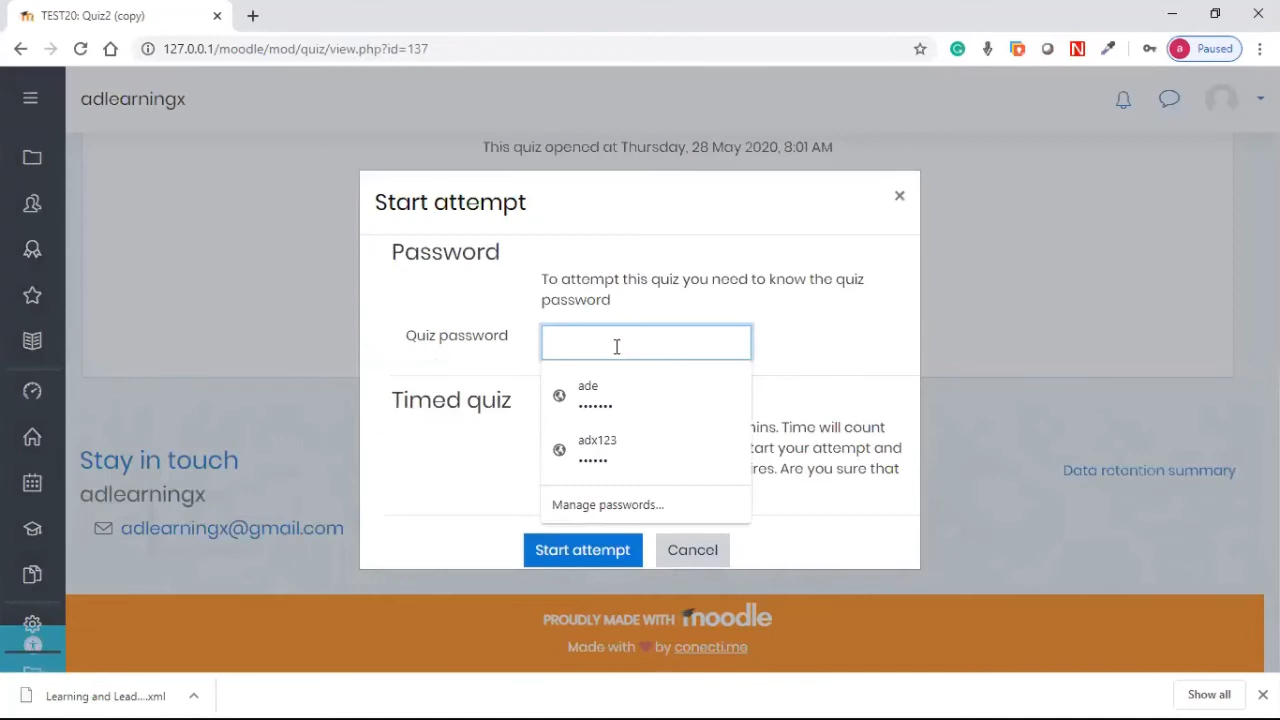 TEST20: Quiz2 (copy)
127.0.0.1/moodle/mod/quiz/view.php?id=137
a Paused
adlearningx
This quiz opened at Thursday, 28 May 2020, 8:01 AM
Start attempt
Password
To attempt this quiz you need to know the quiz
password
Quiz password
ade
•••••••
adx123
••••••
Manage passwords...
Timed quiz
ins. Time will count
tart your attempt and
res. Are you sure that
Start attempt
Cancel
Stay in touch
adlearningx
adlearningx@gmail.com
Data retention summary
PROUDLY MADE WITH moodle
Made with by conecti.me
Learning and Lead....xml
Show all